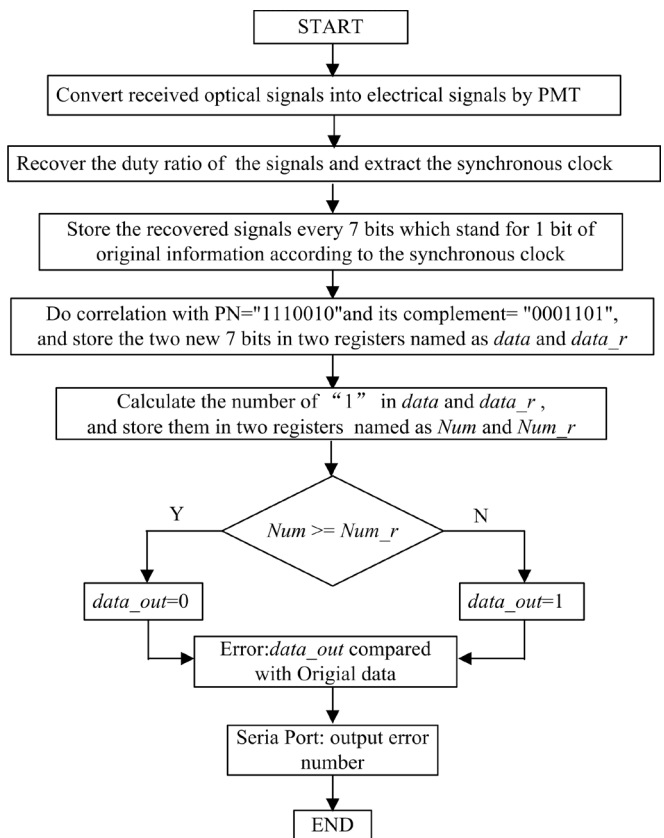 START
Convert received optical signals into electrical signals by PMT
Recover the duty ratio of the signals and extract the synchronous clock
Store the recovered signals every 7 bits which stand for 1 bit of
original information according to the synchronous clock
Do correlation with PN="1110010"and its complement= "0001101",
and store the two new 7 bits in two registers named as data and data_r
Calculate the number of “1” in data and data_r ,
and store them in two registers named as Num and Num_r
Y
Num >= Num_r
N
data_out=0
data_out=1
Error:data_out compared
with Origial data
Seria Port: output error
number
END